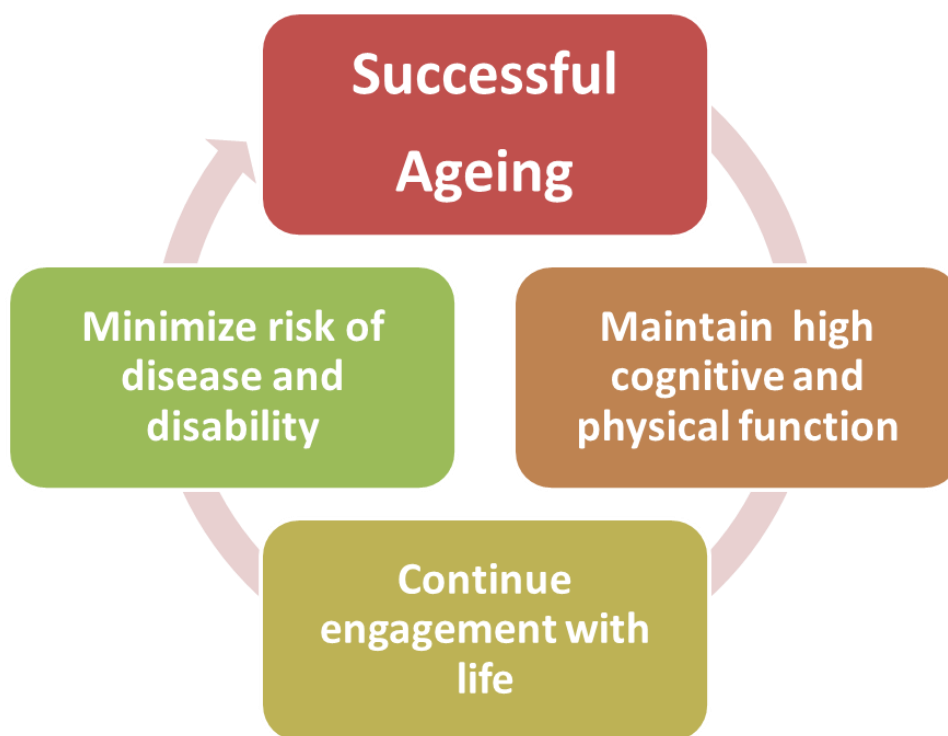 Successful
Ageing
Minimize risk of
disease and
disability
Maintain  high
cognitive and
physical function
Continue
engagement with
life